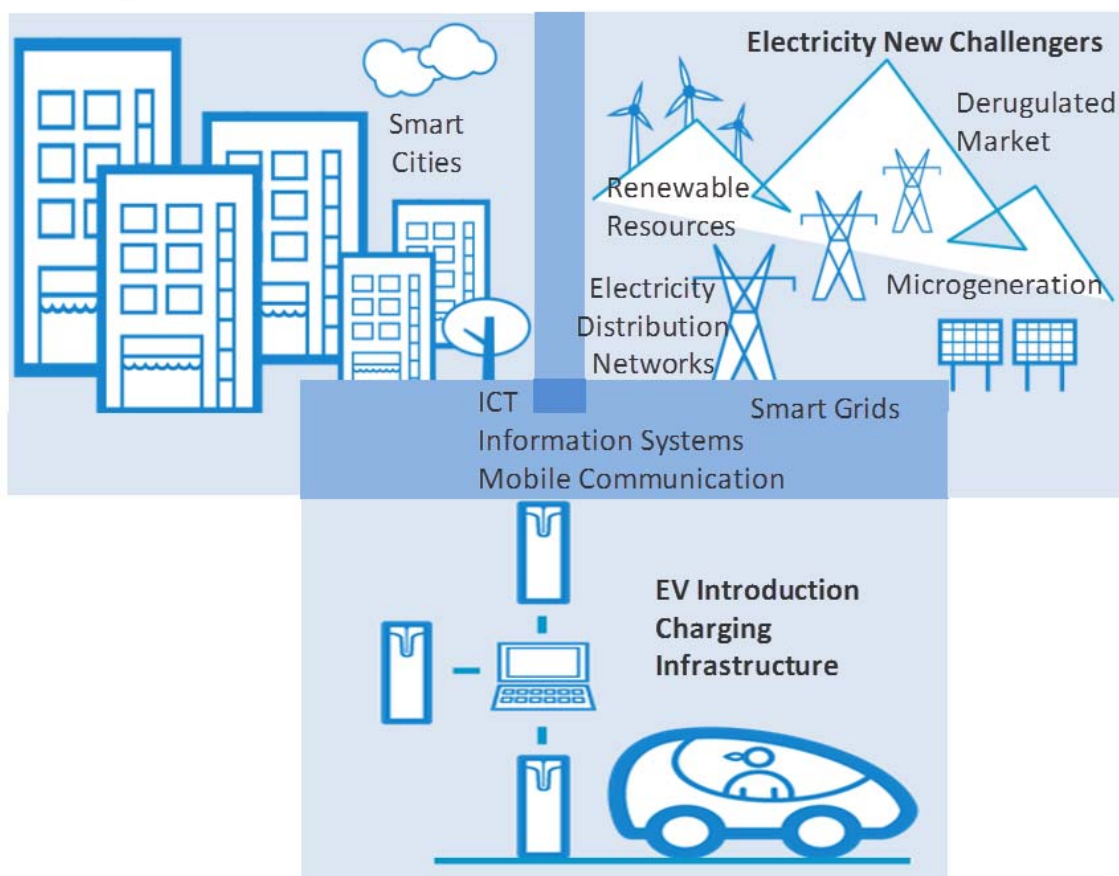 Smart
Cities
Electricity New Challengers
Derugulated
Market
Renewable
Resources
Microgeneration
Electricity
Distribution
Networks
ICT
Information Systems
Mobile Communication
Smart Grids
EV Introduction
Charging
Infrastructure